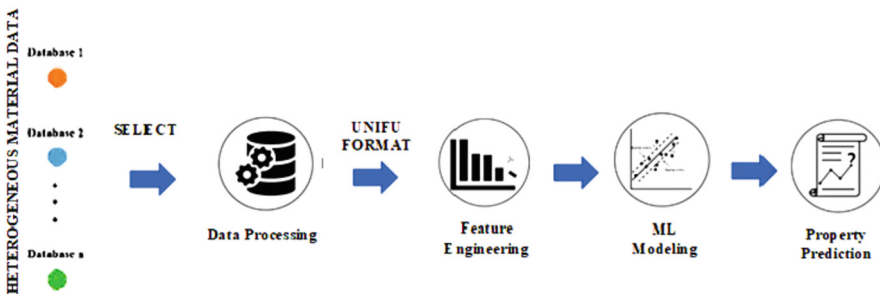 HETEROGENEOUS MATERIAL DATA
Database 1
Database 2
Database n
SELECT
Data Processing
UNIFU
FORMAT
Feature
Engineering
ML
Modeling
?
Property
Prediction